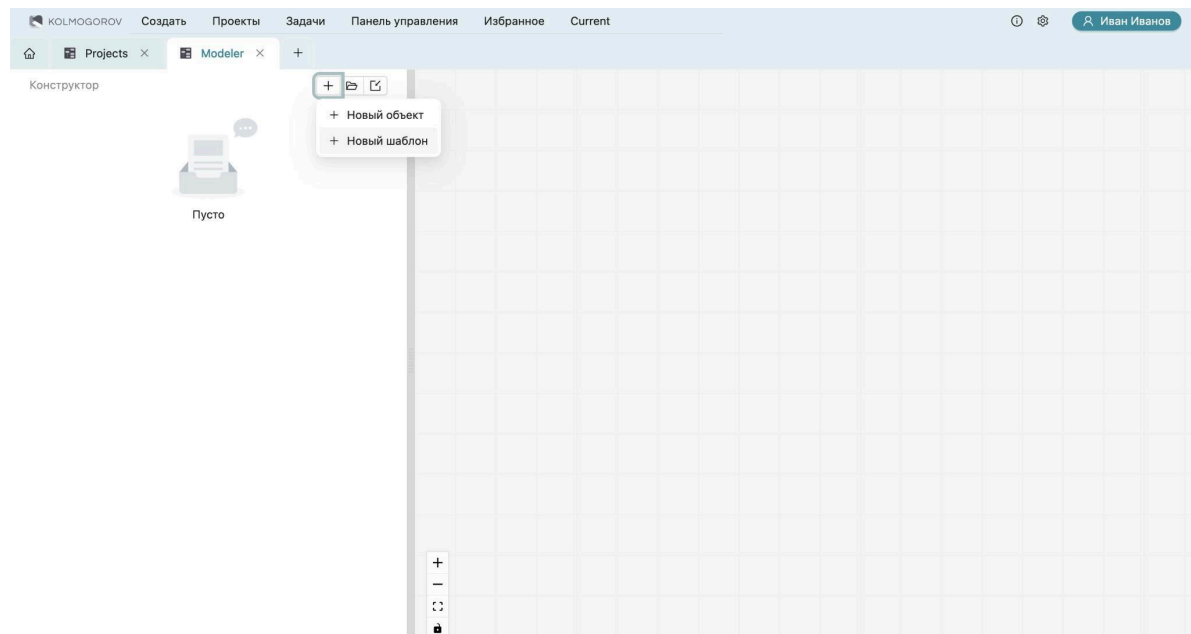 KOLMOGOROV Создать Проекты Задачи Панель управления Избранное Current Иван Иванов
Projects Modeler
Конструктор
+ Новый объект
+ Новый шаблон
Пусто